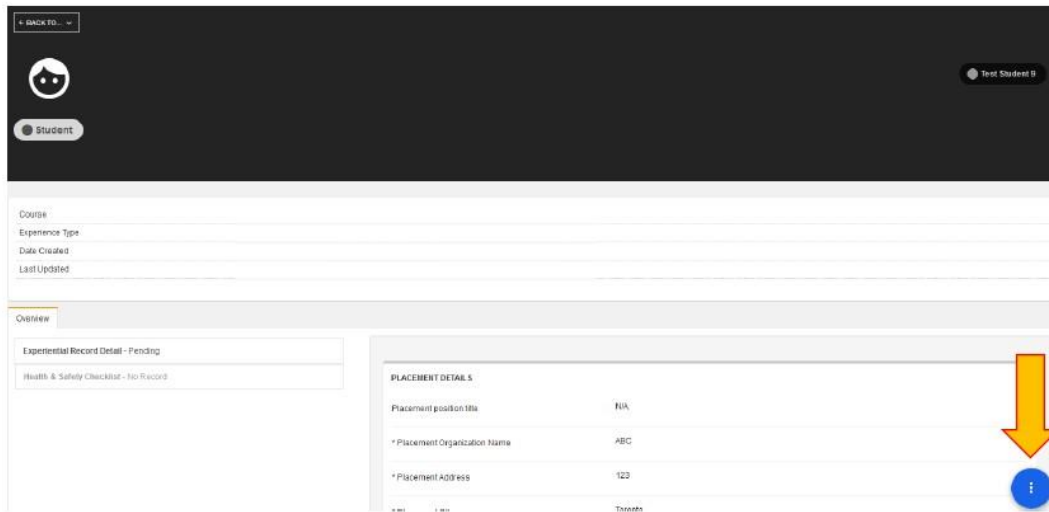 ← BACK TO...
Test Student 9
Student
Course
Experience Type
Date Created
Last Updated
Overview
Experiential Record Detail - Pending
Health & Safety Checklist - No Record
PLACEMENT DETAILS
Placement position title N/A
* Placement Organization Name ABC
* Placement Address 123
Toronto